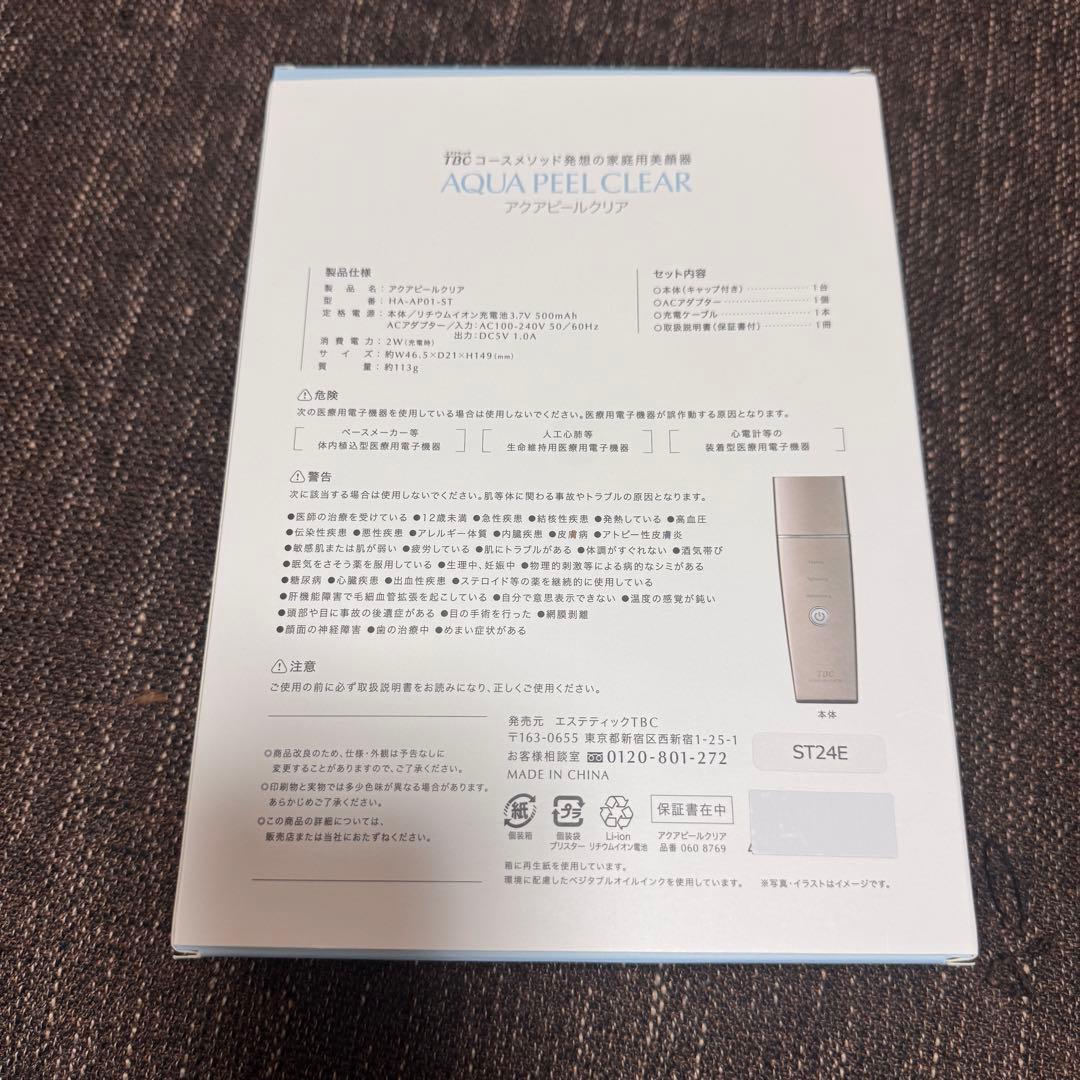 エステティック
TBC コースメソッド発想の家庭用美顔器
AQUA PEEL CLEAR
アクアピールクリア
製品仕様
製品名：アクアピールクリア
型番：HA-AP01-ST
定格電源：本体／リチウムイオン充電池3.7V 500mAh
ACアダプター／入力：AC100-240V 50／60Hz
出力：DC5V 1.0A
消費電力：2W(充電時)
サイズ：約W46.5×D21×H149(mm)
質量：約113g
セット内容
○本体(キャップ付き)‥‥‥‥‥‥1台
○ACアダプター‥‥‥‥‥‥‥‥1個
○充電ケーブル‥‥‥‥‥‥‥‥1本
○取扱説明書(保証書付)‥‥‥‥1冊
⚠危険
次の医療用電子機器を使用している場合は使用しないでください。医療用電子機器が誤作動する原因となります。
ペースメーカー等
体内植込型医療用電子機器
人工心肺等
生命維持用医療用電子機器
心電計等の
装着型医療用電子機器
⚠警告
次に該当する場合は使用しないでください。肌等体に関わる事故やトラブルの原因となります。
●医師の治療を受けている ●12歳未満 ●急性疾患 ●結核性疾患 ●発熱している ●高血圧
●伝染性疾患 ●悪性疾患 ●アレルギー体質 ●内臓疾患 ●皮膚病 ●アトピー性皮膚炎
●敏感肌または肌が弱い ●疲労している ●肌にトラブルがある ●体調がすぐれない ●酒気帯び
●眠気をさそう薬を服用している ●生理中、妊娠中 ●物理的刺激等による病的なシミがある
●糖尿病 ●心臓疾患 ●出血性疾患 ●ステロイド等の薬を継続的に使用している
●肝機能障害で毛細血管拡張を起こしている ●自分で意思表示できない ●温度の感覚が鈍い
●頭部や目に事故の後遺症がある ●目の手術を行った ●網膜剥離
●顔面の神経障害 ●歯の治療中 ●めまい症状がある
⚠注意
ご使用の前に必ず取扱説明書をお読みになり、正しくご使用ください。
TBC
本体
◎商品改良のため、仕様・外観は予告なしに
変更することがありますので、ご了承ください。
◎印刷物と実物では多少色味が異なる場合があります。
あらかじめご了承ください。
◎この商品の詳細については、
販売店または当社におたずねください。
発売元 エステティックTBC
〒163-0655 東京都新宿区西新宿1-25-1
お客様相談室 0120-801-272
MADE IN CHINA
ST24E
紙
個装箱
プラ
個装袋
ブリスター
Li-ion
リチウムイオン電池
保証書在中
アクアピールクリア
品番 060 8769
箱に再生紙を使用しています。
環境に配慮したベジタブルオイルインクを使用しています。
※写真・イラストはイメージです。